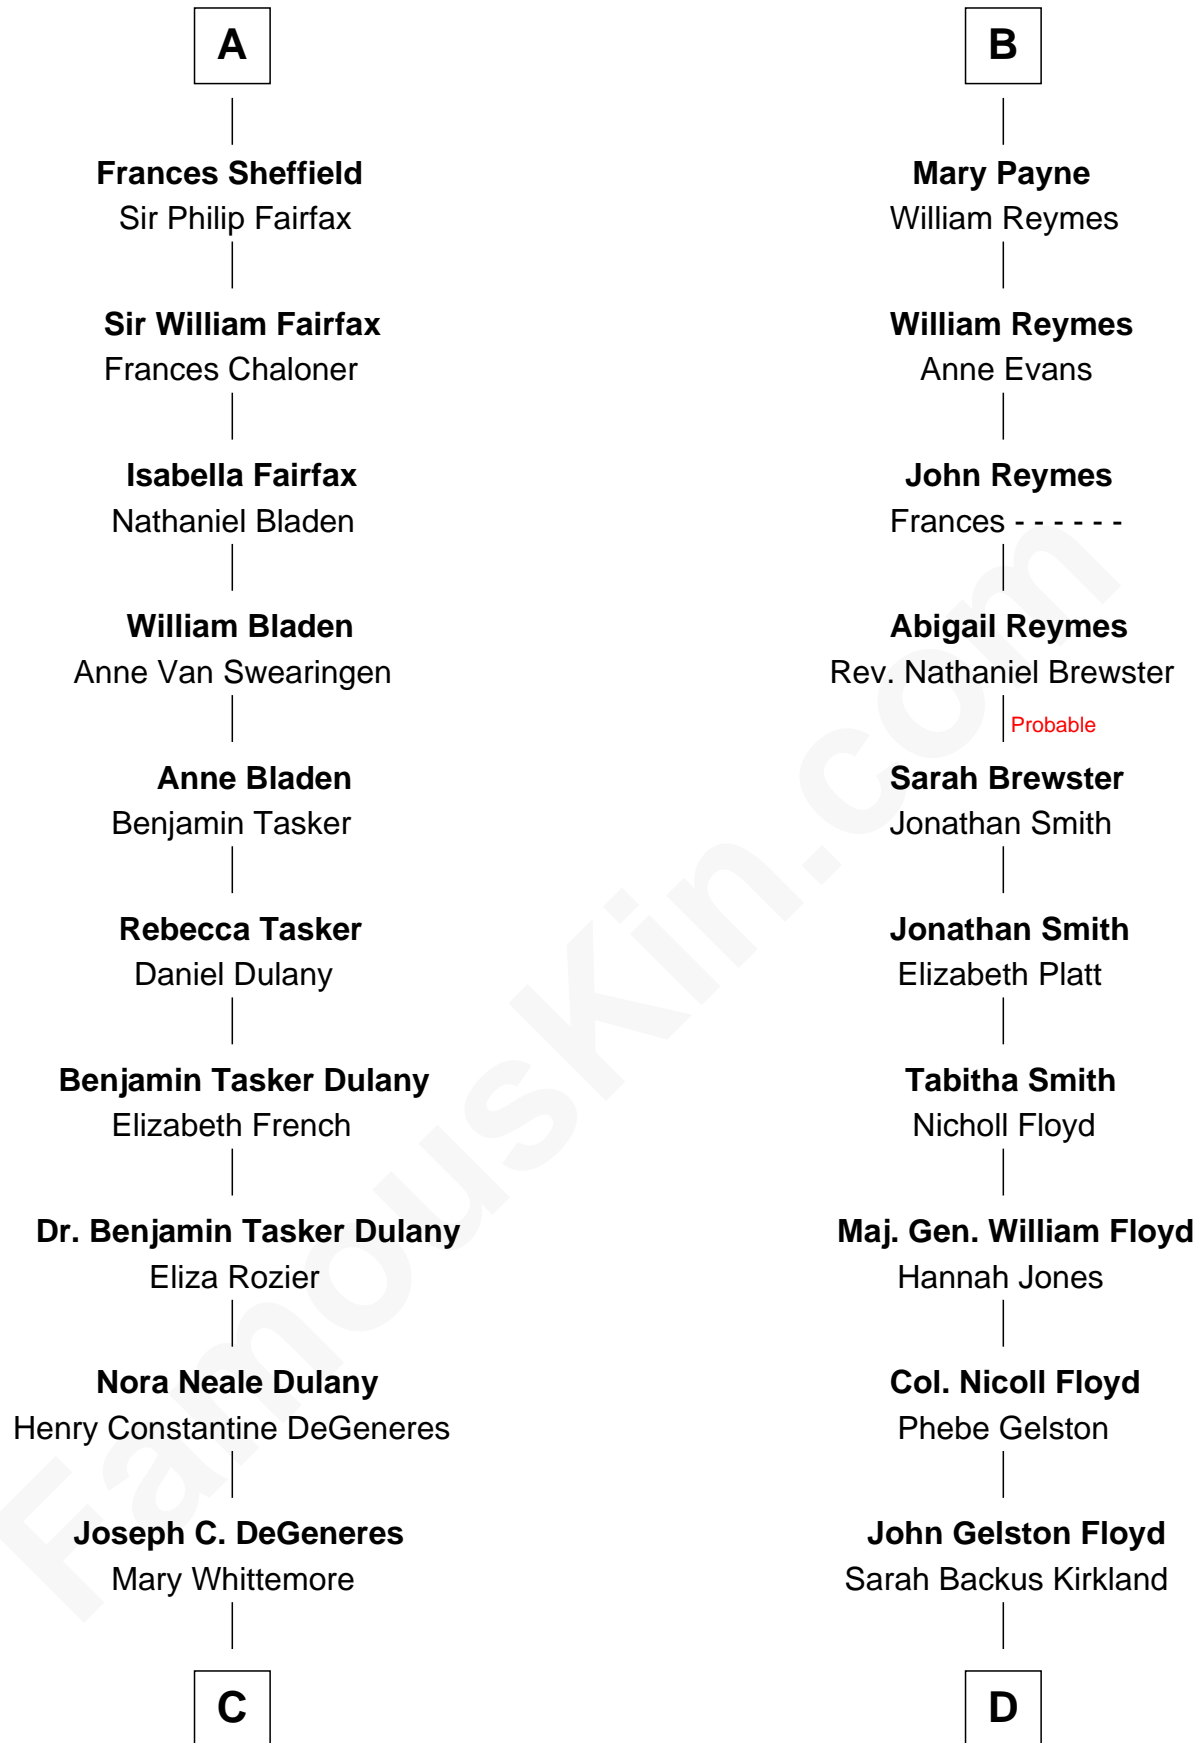 A
Frances Sheffield
Sir Philip Fairfax
Sir William Fairfax
Frances Chaloner
Isabella Fairfax
Nathaniel Bladen
William Bladen
Anne Van Swearingen
Anne Bladen
Benjamin Tasker
Rebecca Tasker
Daniel Dulany
Benjamin Tasker Dulany
Elizabeth French
Dr. Benjamin Tasker Dulany
Eliza Rozier
Nora Neale Dulany
Henry Constantine DeGeneres
Joseph C. DeGeneres
Mary Whittemore
C
B
Mary Payne
William Reymes
William Reymes
Anne Evans
John Reymes
Frances - - - - - -
Abigail Reymes
Rev. Nathaniel Brewster
Probable
Sarah Brewster
Jonathan Smith
Jonathan Smith
Elizabeth Platt
Tabitha Smith
Nicholl Floyd
Maj. Gen. William Floyd
Hannah Jones
Col. Nicoll Floyd
Phebe Gelston
John Gelston Floyd
Sarah Backus Kirkland
D
FamousKin.com